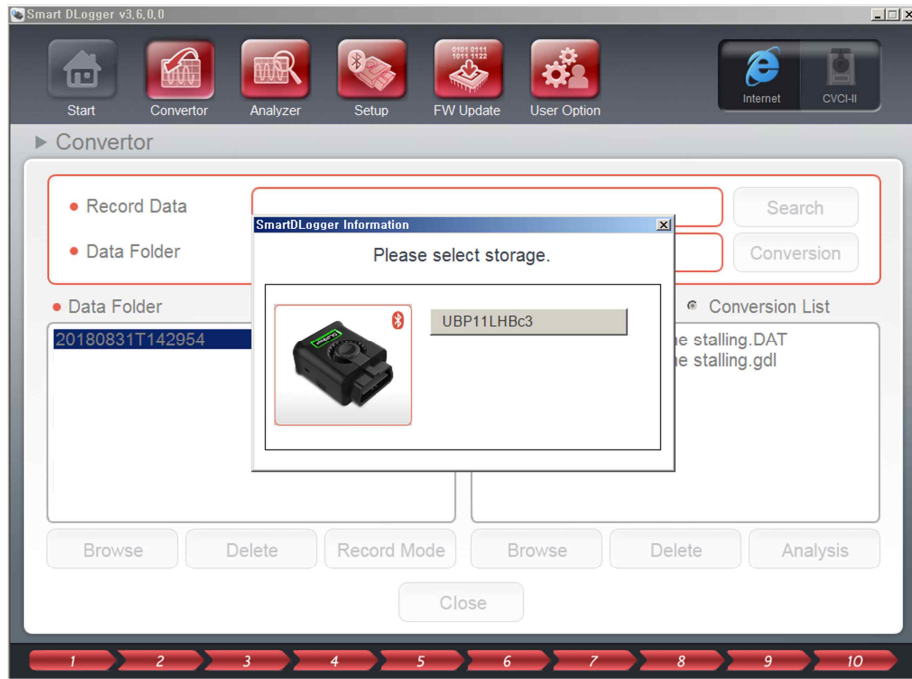 Smart DLogger v3,6,0,0
0101 0111
1011 1122
Start
Convertor
Analyzer
Setup
FW Update
User Option
Internet
CVCI-II
Convertor
Record Data
Search
Data Folder
Conversion
SmartDLogger Information
Please select storage.
UBP11LHBc3
Data Folder
Conversion List
20180831T142954
stalling.DAT
stalling.gdl
Browse
Delete
Record Mode
Browse
Delete
Analysis
Close
1 2 3 4 5 6 7 8 9 10